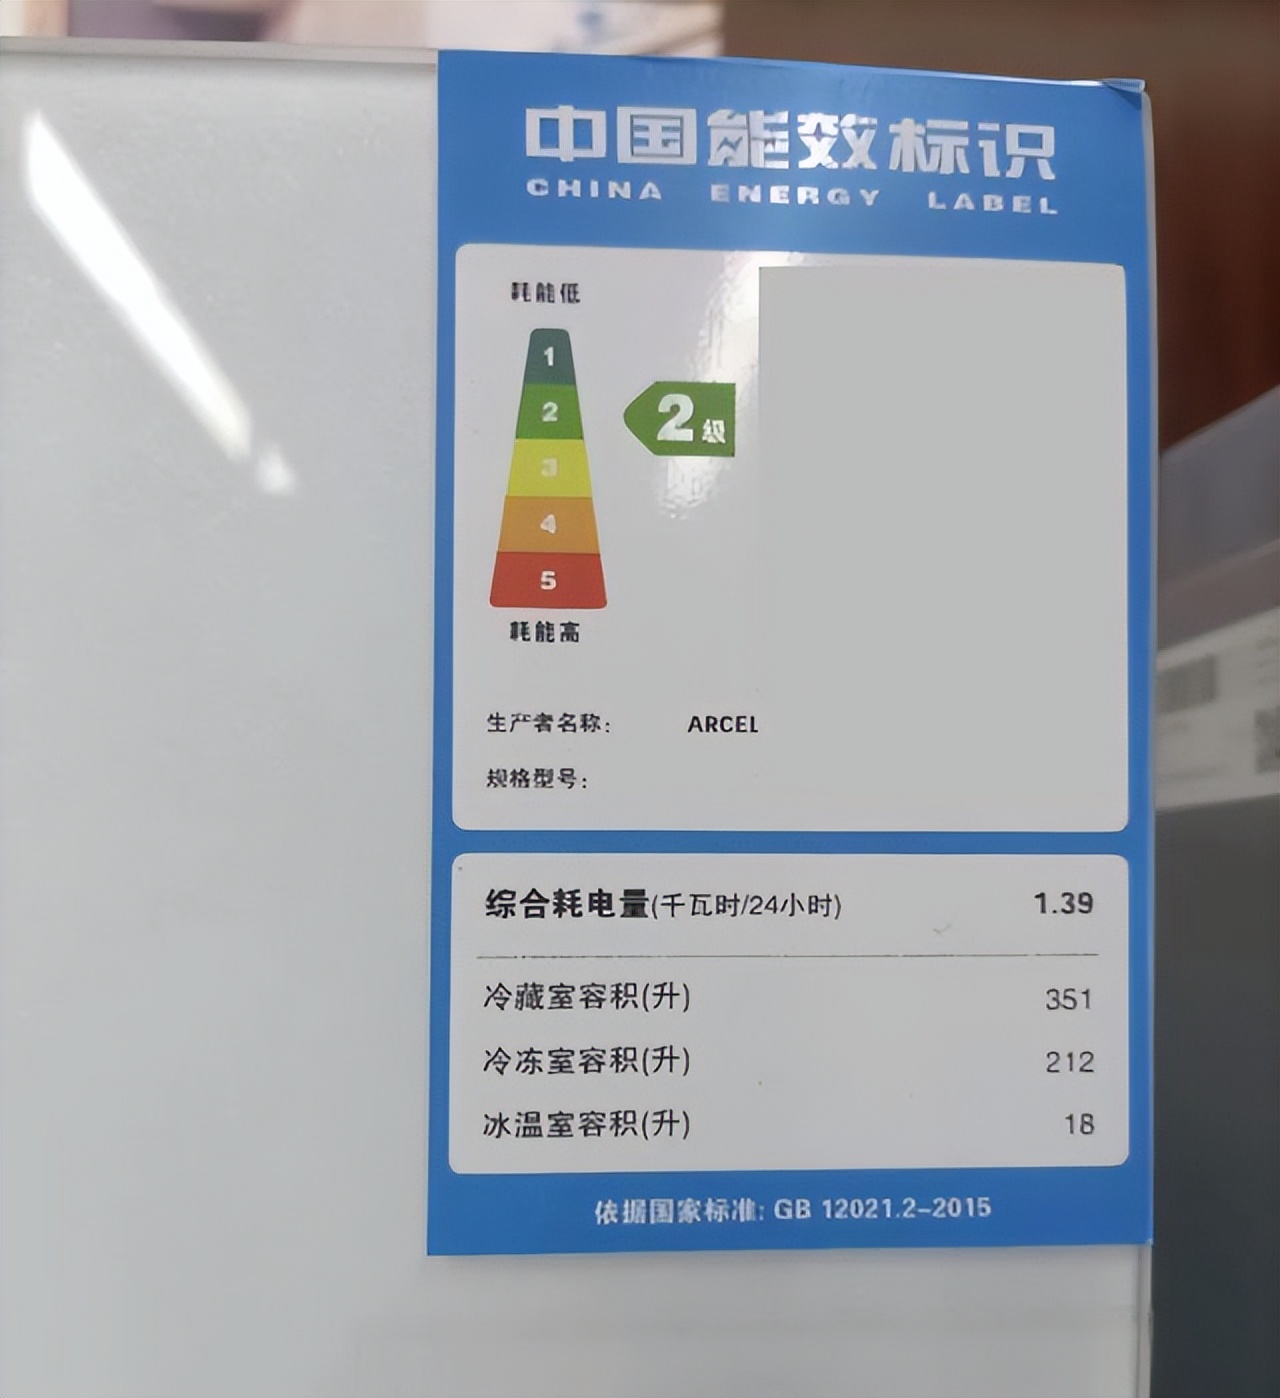 中国能效标识
CHINA ENERGY LABEL
耗能低
1
2
2级
3
4
5
耗能高
生产者名称: ARCEL
规格型号:
综合耗电量(千瓦时/24小时) 1.39
冷藏室容积(升) 351
冷冻室容积(升) 212
冰温室容积(升) 18
依据国家标准: GB 12021.2-2015